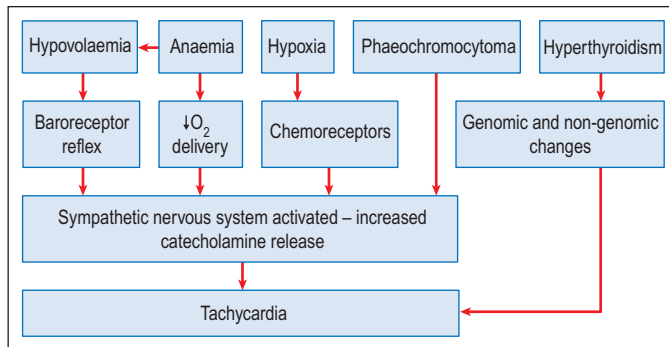 Hypovolaemia
Anaemia
Hypoxia
Phaeochromocytoma
Hyperthyroidism
Baroreceptor
reflex
↓O₂
delivery
Chemoreceptors
Genomic and non-genomic
changes
Sympathetic nervous system activated – increased
catecholamine release
Tachycardia